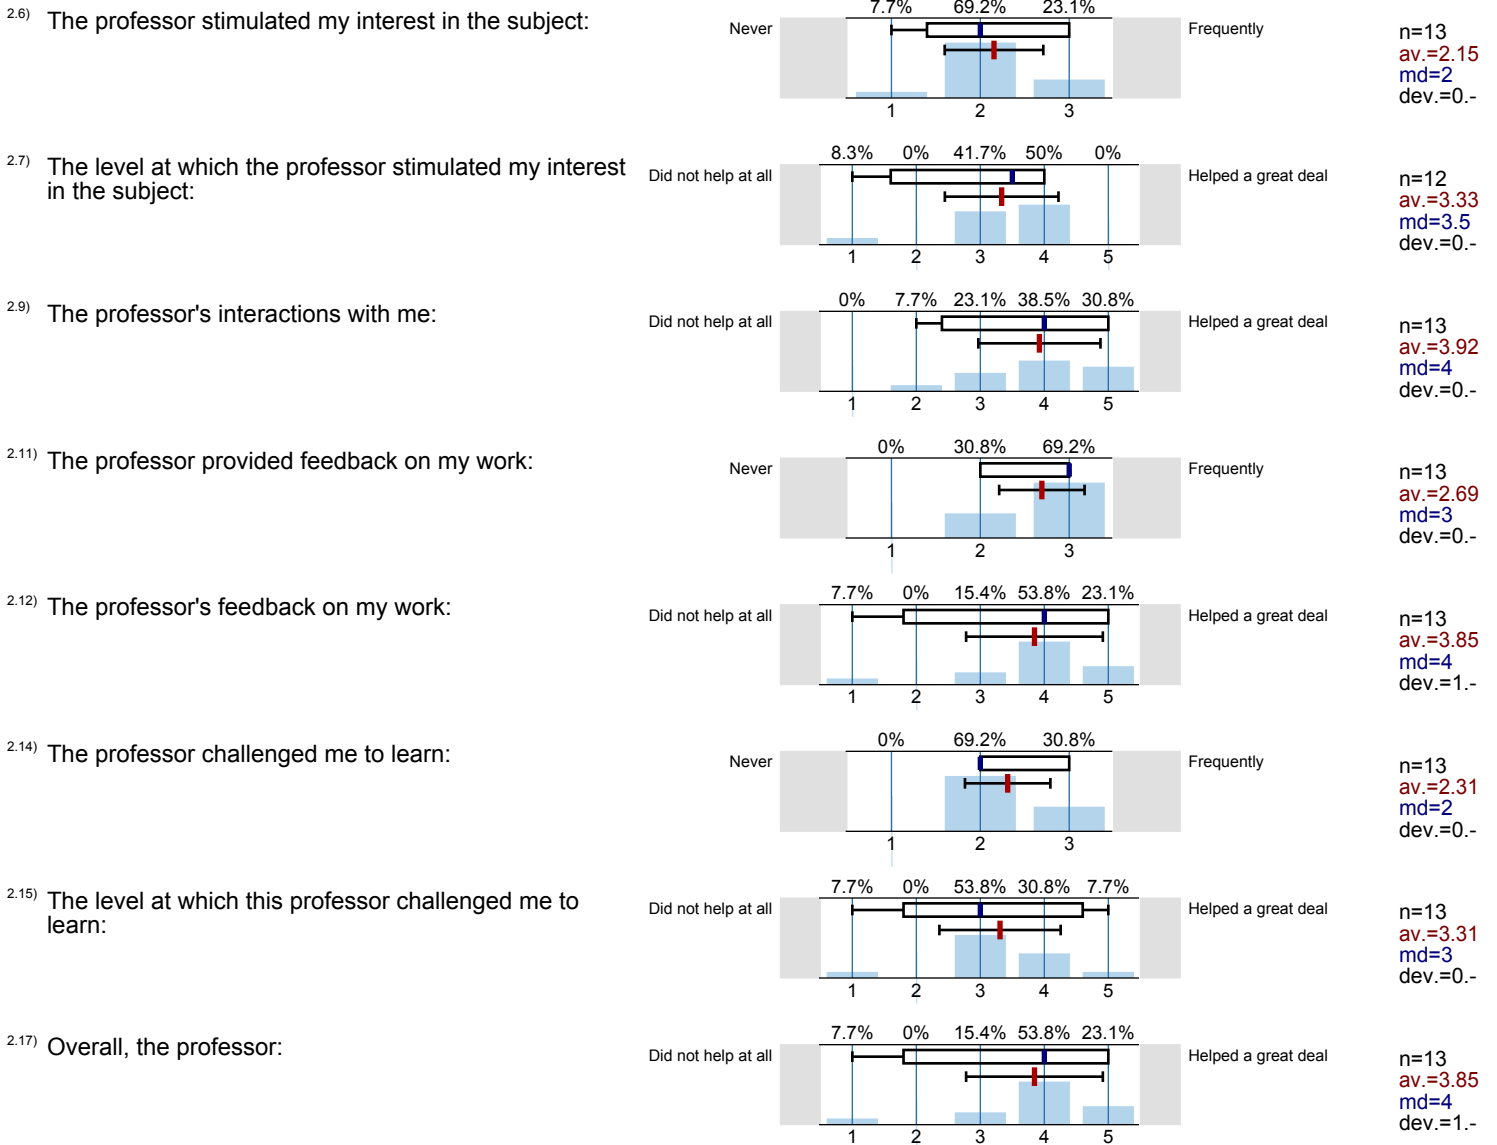 2.6) The professor stimulated my interest in the subject:
7.7% 69.2% 23.1%
Never Frequently
1 2 3
n=13
av.=2.15
md=2
dev.=0.-
2.7) The level at which the professor stimulated my interest
in the subject:
8.3% 0% 41.7% 50% 0%
Did not help at all Helped a great deal
1 2 3 4 5
n=12
av.=3.33
md=3.5
dev.=0.-
2.9) The professor's interactions with me:
0% 7.7% 23.1% 38.5% 30.8%
Did not help at all Helped a great deal
1 2 3 4 5
n=13
av.=3.92
md=4
dev.=0.-
2.11) The professor provided feedback on my work:
0% 30.8% 69.2%
Never Frequently
1 2 3
n=13
av.=2.69
md=3
dev.=0.-
2.12) The professor's feedback on my work:
7.7% 0% 15.4% 53.8% 23.1%
Did not help at all Helped a great deal
1 2 3 4 5
n=13
av.=3.85
md=4
dev.=1.-
2.14) The professor challenged me to learn:
0% 69.2% 30.8%
Never Frequently
1 2 3
n=13
av.=2.31
md=2
dev.=0.-
2.15) The level at which this professor challenged me to
learn:
7.7% 0% 53.8% 30.8% 7.7%
Did not help at all Helped a great deal
1 2 3 4 5
n=13
av.=3.31
md=3
dev.=0.-
2.17) Overall, the professor:
7.7% 0% 15.4% 53.8% 23.1%
Did not help at all Helped a great deal
1 2 3 4 5
n=13
av.=3.85
md=4
dev.=1.-